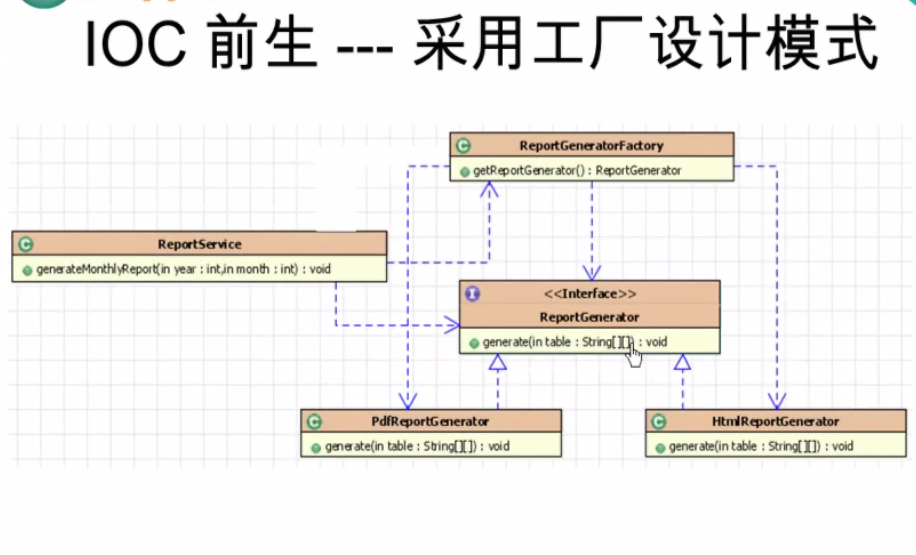 IOC 前生 --- 采用工厂设计模式
ReportGeneratorFactory
getReportGenerator() : ReportGenerator
ReportService
generateMonthlyReport(in year : int,in month : int) : void
<<Interface>>
ReportGenerator
generate(in table : String[][]) : void
PdfReportGenerator
generate(in table : String[][]) : void
HtmlReportGenerator
generate(in table : String[][]) : void